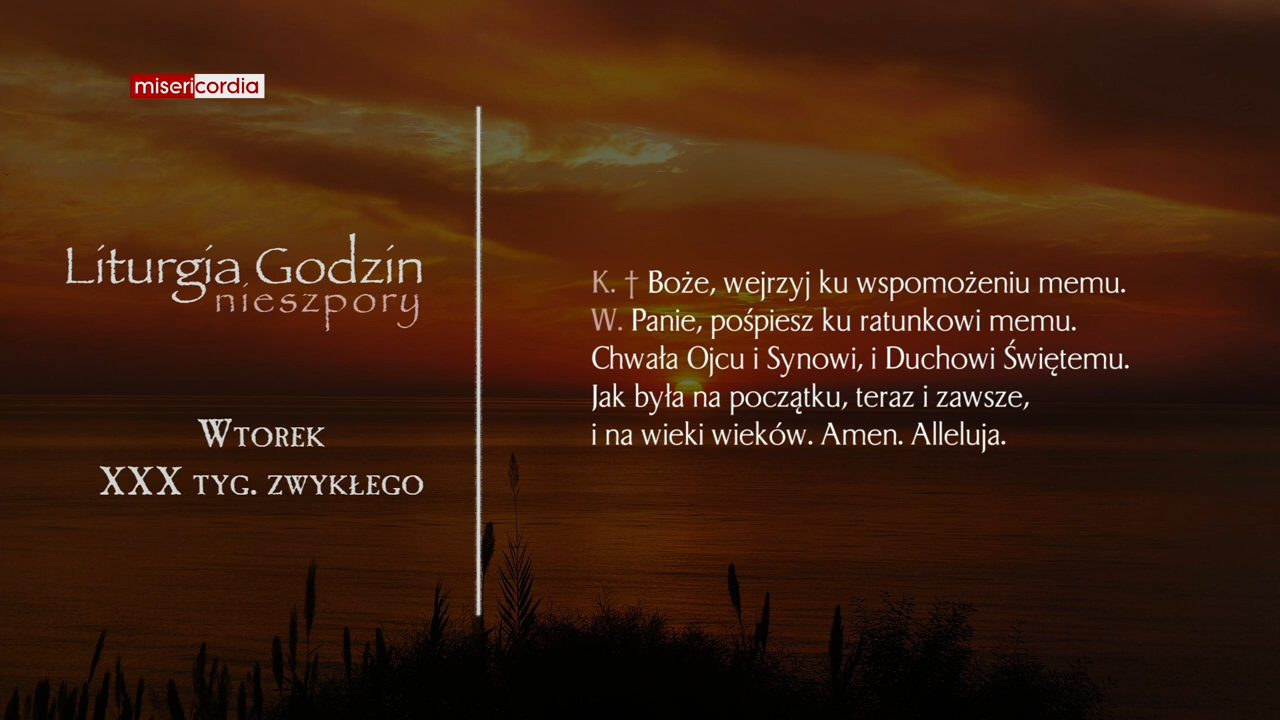 misericordia
Liturgia Godzin
nieszpory
Wtorek
XXX tyg. zwykłego
K. † Boże, wejrzyj ku wspomożeniu memu.
W. Panie, pośpiesz ku ratunkowi memu.
Chwała Ojcu i Synowi, i Duchowi Świętemu.
Jak była na początku, teraz i zawsze,
i na wieki wieków. Amen. Alleluja.